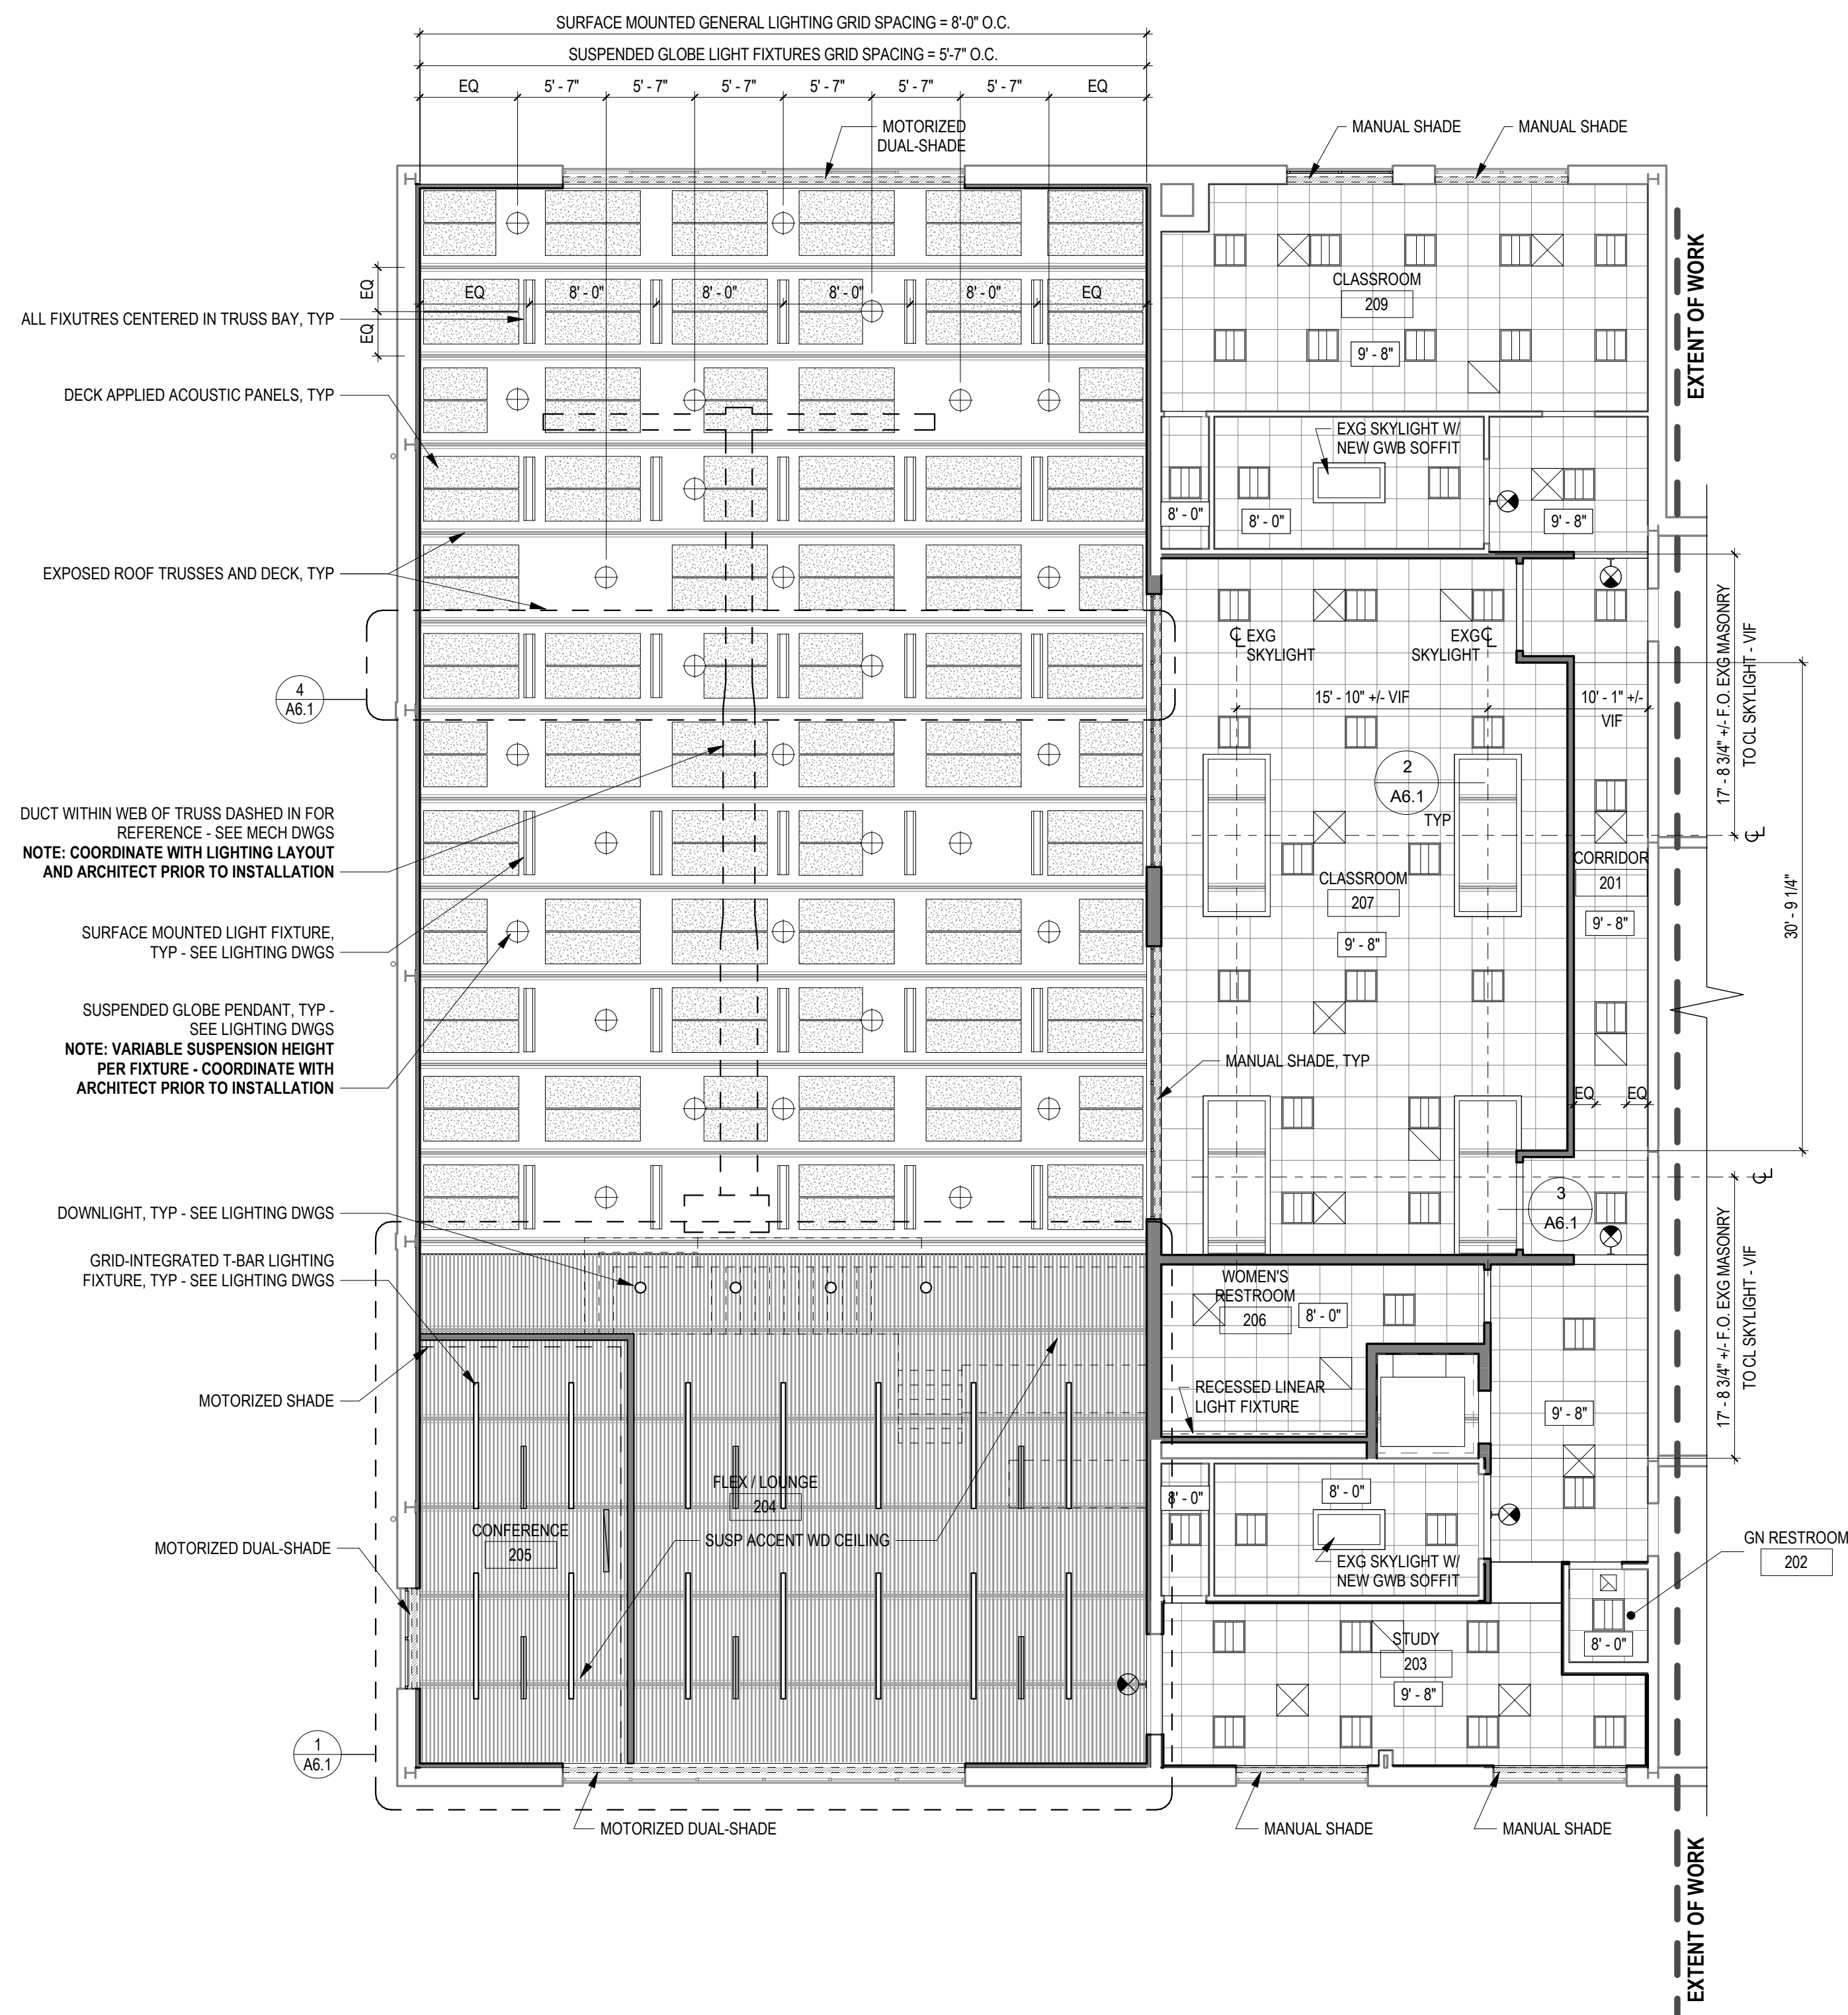 SURFACE MOUNTED GENERAL LIGHTING GRID SPACING = 8'-0" O.C.
SUSPENDED GLOBE LIGHT FIXTURES GRID SPACING = 5'-7" O.C.
EQ
5' - 7"
5' - 7"
5' - 7"
5' - 7"
5' - 7"
5' - 7"
EQ
MOTORIZED
DUAL-SHADE
MANUAL SHADE
MANUAL SHADE
EXTENT OF WORK
EQ
EQ
EQ
8' - 0"
8' - 0"
8' - 0"
8' - 0"
EQ
ALL FIXUTRES CENTERED IN TRUSS BAY, TYP
DECK APPLIED ACOUSTIC PANELS, TYP
EXPOSED ROOF TRUSSES AND DECK, TYP
4
A6.1
DUCT WITHIN WEB OF TRUSS DASHED IN FOR
REFERENCE - SEE MECH DWGS
NOTE: COORDINATE WITH LIGHTING LAYOUT
AND ARCHITECT PRIOR TO INSTALLATION
SURFACE MOUNTED LIGHT FIXTURE,
TYP - SEE LIGHTING DWGS
SUSPENDED GLOBE PENDANT, TYP -
SEE LIGHTING DWGS
NOTE: VARIABLE SUSPENSION HEIGHT
PER FIXTURE - COORDINATE WITH
ARCHITECT PRIOR TO INSTALLATION
DOWNLIGHT, TYP - SEE LIGHTING DWGS
GRID-INTEGRATED T-BAR LIGHTING
FIXTURE, TYP - SEE LIGHTING DWGS
MOTORIZED SHADE
MOTORIZED DUAL-SHADE
1
A6.1
CLASSROOM
209
9' - 8"
EXG SKYLIGHT W/
NEW GWB SOFFIT
8' - 0"
8' - 0"
9' - 8"
EXG
SKYLIGHT
EXG
SKYLIGHT
15' - 10" +/- VIF
10' - 1" +/-
VIF
2
A6.1
TYP
CLASSROOM
207
9' - 8"
CORRIDOR
201
9' - 8"
17' - 8 3/4" +/- F.O. EXG MASONRY
TO CL SKYLIGHT - VIF
30' - 9 1/4"
MANUAL SHADE, TYP
EQ
EQ
3
A6.1
17' - 8 3/4" +/- F.O. EXG MASONRY
TO CL SKYLIGHT - VIF
WOMEN'S
RESTROOM
206
8' - 0"
RECESSED LINEAR
LIGHT FIXTURE
9' - 8"
FLEX / LOUNGE
204
CONFERENCE
205
SUSP ACCENT WD CEILING
8' - 0"
8' - 0"
EXG SKYLIGHT W/
NEW GWB SOFFIT
GN RESTROOM
202
8' - 0"
STUDY
203
9' - 8"
MOTORIZED DUAL-SHADE
MANUAL SHADE
MANUAL SHADE
EXTENT OF WORK